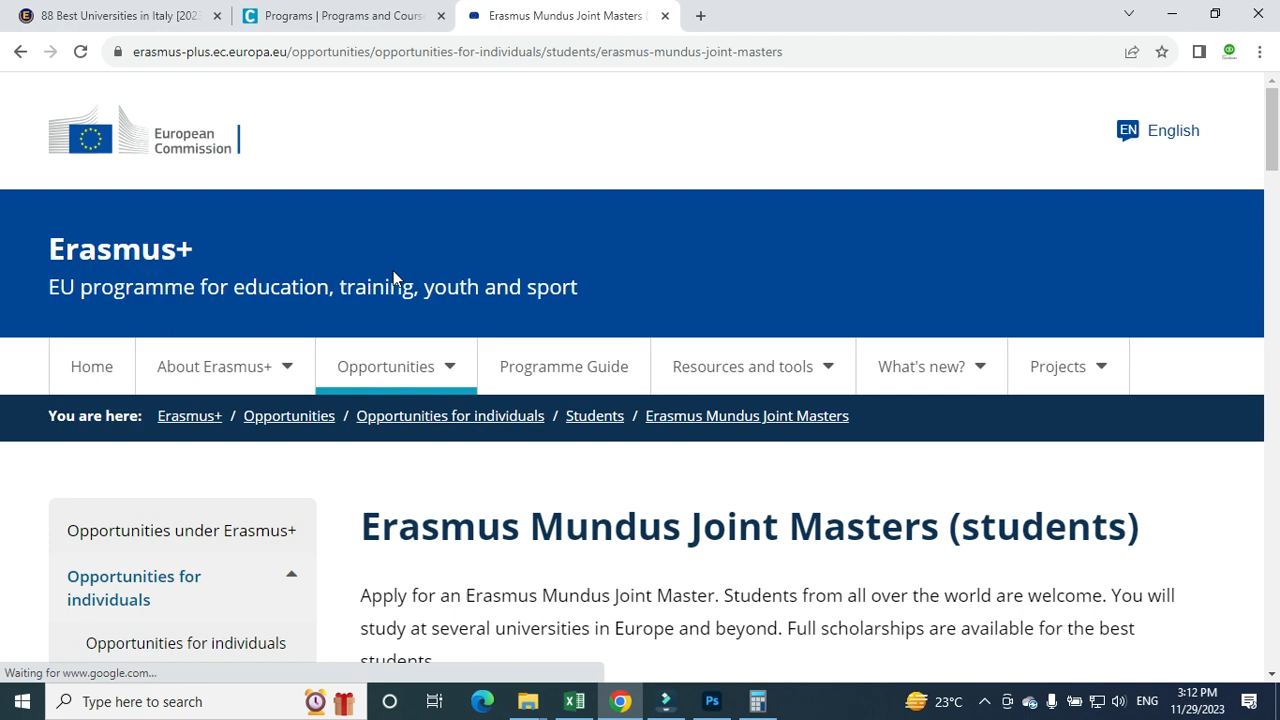 88 Best Universities in Italy [2023
Programs | Programs and Cours
Erasmus Mundus Joint Masters (
erasmus-plus.ec.europa.eu/opportunities/opportunities-for-individuals/students/erasmus-mundus-joint-masters
European
Commission
EN English
Erasmus+
EU programme for education, training, youth and sport
Home
About Erasmus+
Opportunities
Programme Guide
Resources and tools
What's new?
Projects
You are here: Erasmus+ / Opportunities / Opportunities for individuals / Students / Erasmus Mundus Joint Masters
Opportunities under Erasmus+
Opportunities for
individuals
Opportunities for individuals
Erasmus Mundus Joint Masters (students)
Apply for an Erasmus Mundus Joint Master. Students from all over the world are welcome. You will
study at several universities in Europe and beyond. Full scholarships are available for the best
students.
Waiting for www.google.com...
Type here to search
23°C
ENG
3:12 PM
11/29/2023